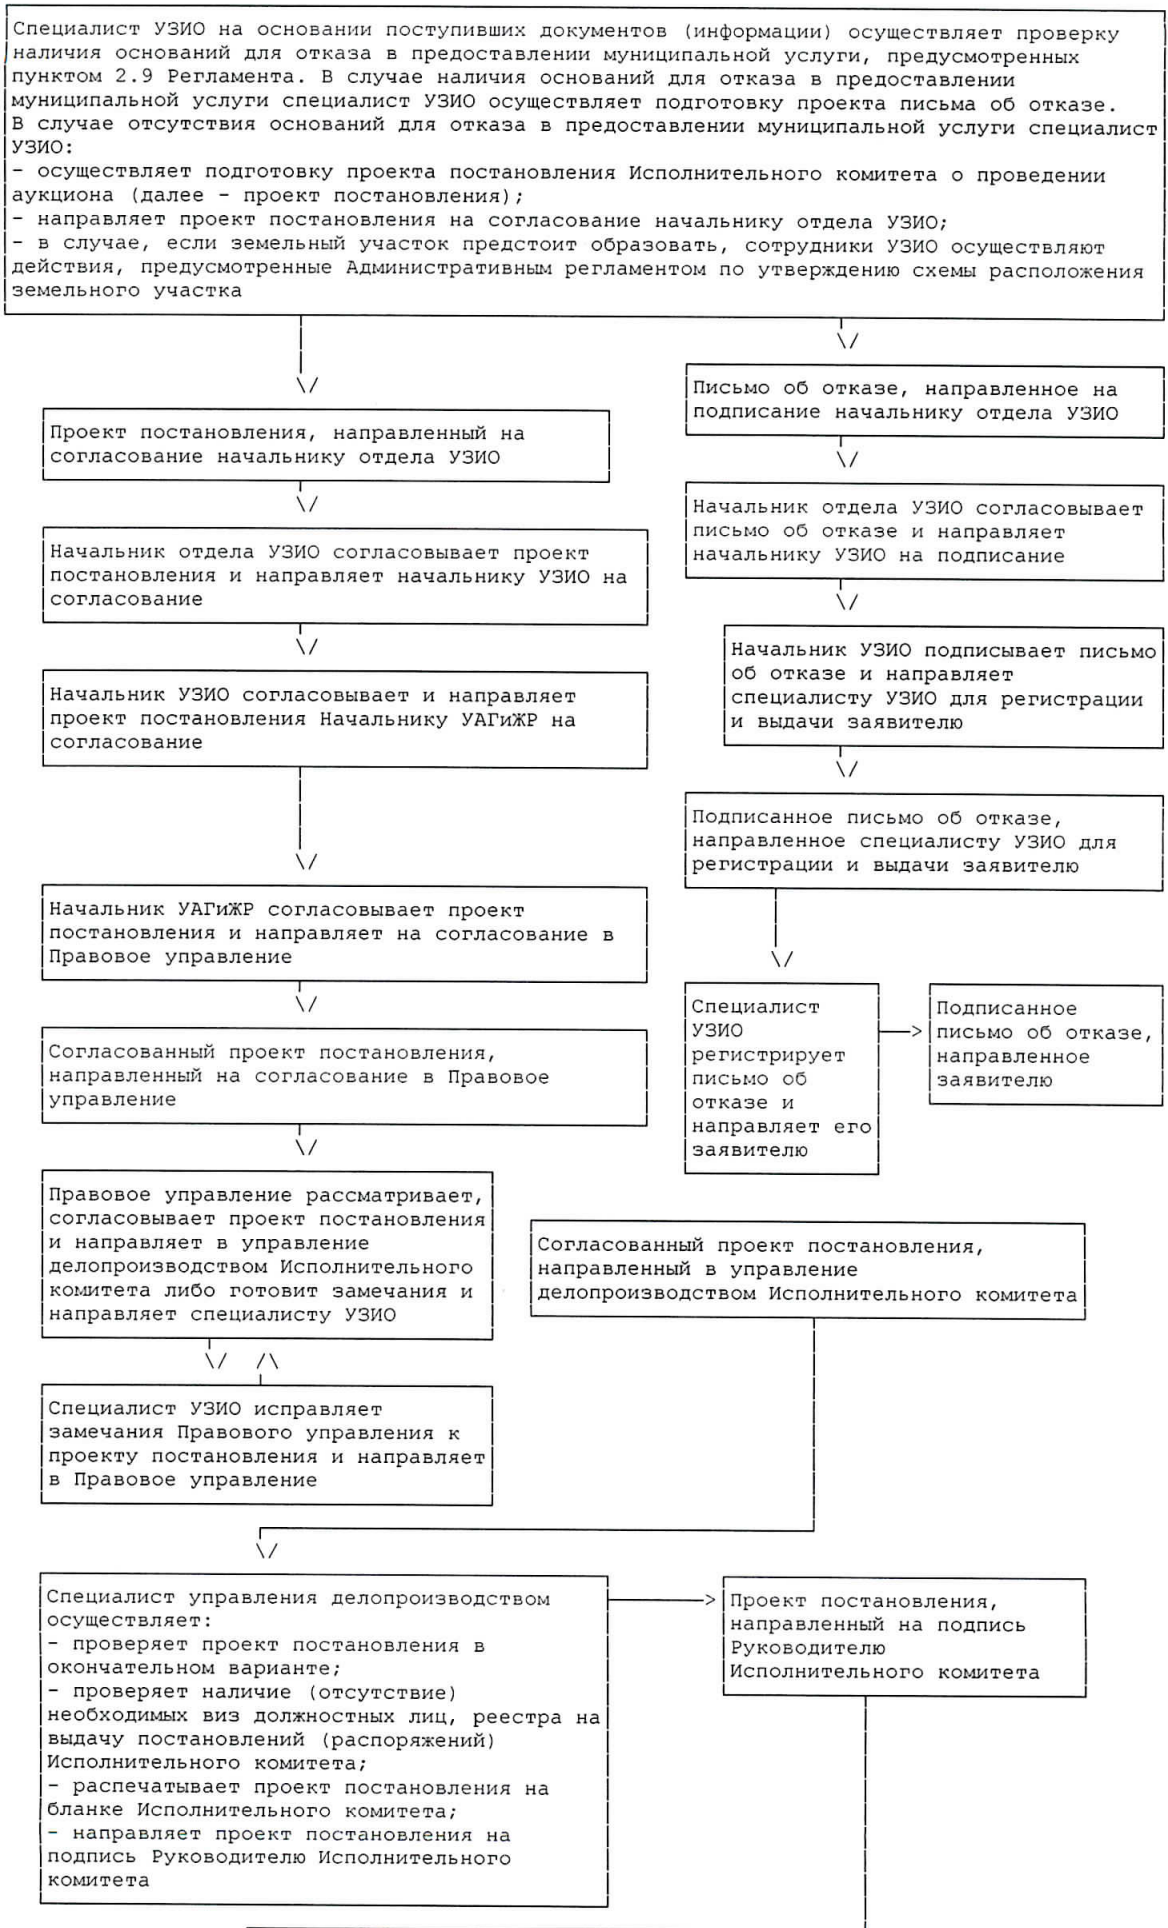 Специалист УЗИО на основании поступивших документов (информации) осуществляет проверку
наличия оснований для отказа в предоставлении муниципальной услуги, предусмотренных
пунктом 2.9 Регламента. В случае наличия оснований для отказа в предоставлении
муниципальной услуги специалист УЗИО осуществляет подготовку проекта письма об отказе.
В случае отсутствия оснований для отказа в предоставлении муниципальной услуги специалист
УЗИО:
- осуществляет подготовку проекта постановления Исполнительного комитета о проведении
аукциона (далее - проект постановления);
- направляет проект постановления на согласование начальнику отдела УЗИО;
- в случае, если земельный участок предстоит образовать, сотрудники УЗИО осуществляют
действия, предусмотренные Административным регламентом по утверждению схемы расположения
земельного участка
Проект постановления, направленный на
согласование начальнику отдела УЗИО
Начальник отдела УЗИО согласовывает проект
постановления и направляет начальнику УЗИО на
согласование
Начальник УЗИО согласовывает и направляет
проект постановления Начальнику УАГиЖР на
согласование
Начальник УАГиЖР согласовывает проект
постановления и направляет на согласование в
Правовое управление
Согласованный проект постановления,
направленный на согласование в Правовое
управление
Правовое управление рассматривает,
согласовывает проект постановления
и направляет в управление
делопроизводством Исполнительного
комитета либо готовит замечания и
направляет специалисту УЗИО
Специалист УЗИО исправляет
замечания Правового управления к
проекту постановления и направляет
в Правовое управление
Письмо об отказе, направленное на
подписание начальнику отдела УЗИО
Начальник отдела УЗИО согласовывает
письмо об отказе и направляет
начальнику УЗИО на подписание
Начальник УЗИО подписывает письмо
об отказе и направляет
специалисту УЗИО для регистрации
и выдачи заявителю
Подписанное письмо об отказе,
направленное специалисту УЗИО для
регистрации и выдачи заявителю
Специалист
УЗИО
регистрирует
письмо об
отказе и
направляет его
заявителю
Подписанное
письмо об отказе,
направленное
заявителю
Согласованный проект постановления,
направленный в управление
делопроизводством Исполнительного комитета
Специалист управления делопроизводством
осуществляет:
- проверяет проект постановления в
окончательном варианте;
- проверяет наличие (отсутствие)
необходимых виз должностных лиц, реестра на
выдачу постановлений (распоряжений)
Исполнительного комитета;
- распечатывает проект постановления на
бланке Исполнительного комитета;
- направляет проект постановления на
подпись Руководителю Исполнительного
комитета
Проект постановления,
направленный на подпись
Руководителю
Исполнительного комитета